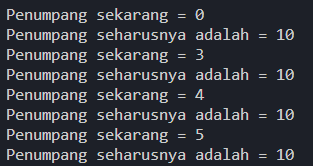 Penumpang sekarang = 0
Penumpang seharusnya adalah = 10
Penumpang sekarang = 3
Penumpang seharusnya adalah = 10
Penumpang sekarang = 4
Penumpang seharusnya adalah = 10
Penumpang sekarang = 5
Penumpang seharusnya adalah = 10